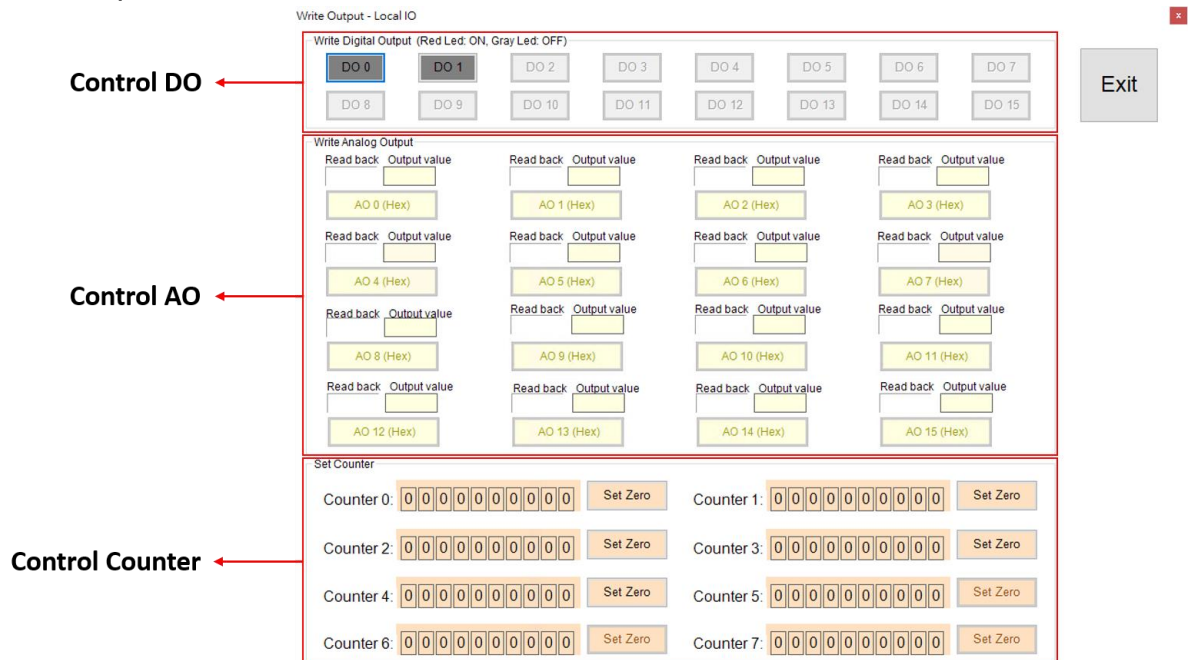 Write Output - Local IO
x
Write Digital Output (Red Led: ON, Gray Led: OFF)
DO 0 DO 1 DO 2 DO 3 DO 4 DO 5 DO 6 DO 7
Control DO
Exit
DO 8 DO 9 DO 10 DO 11 DO 12 DO 13 DO 14 DO 15
Write Analog Output
Read back Output value Read back Output value Read back Output value Read back Output value
AO 0 (Hex) AO 1 (Hex) AO 2 (Hex) AO 3 (Hex)
Read back Output value Read back Output value Read back Output value Read back Output value
AO 4 (Hex) AO 5 (Hex) AO 6 (Hex) AO 7 (Hex)
Control AO
Read back Output value Read back Output value Read back Output value Read back Output value
AO 8 (Hex) AO 9 (Hex) AO 10 (Hex) AO 11 (Hex)
Read back Output value Read back Output value Read back Output value Read back Output value
AO 12 (Hex) AO 13 (Hex) AO 14 (Hex) AO 15 (Hex)
Set Counter
Counter 0: 0 0 0 0 0 0 0 0 0 0 Set Zero Counter 1: 0 0 0 0 0 0 0 0 0 0 Set Zero
Counter 2: 0 0 0 0 0 0 0 0 0 0 Set Zero Counter 3: 0 0 0 0 0 0 0 0 0 0 Set Zero
Control Counter
Counter 4: 0 0 0 0 0 0 0 0 0 0 Set Zero Counter 5: 0 0 0 0 0 0 0 0 0 0 Set Zero
Counter 6: 0 0 0 0 0 0 0 0 0 0 Set Zero Counter 7: 0 0 0 0 0 0 0 0 0 0 Set Zero